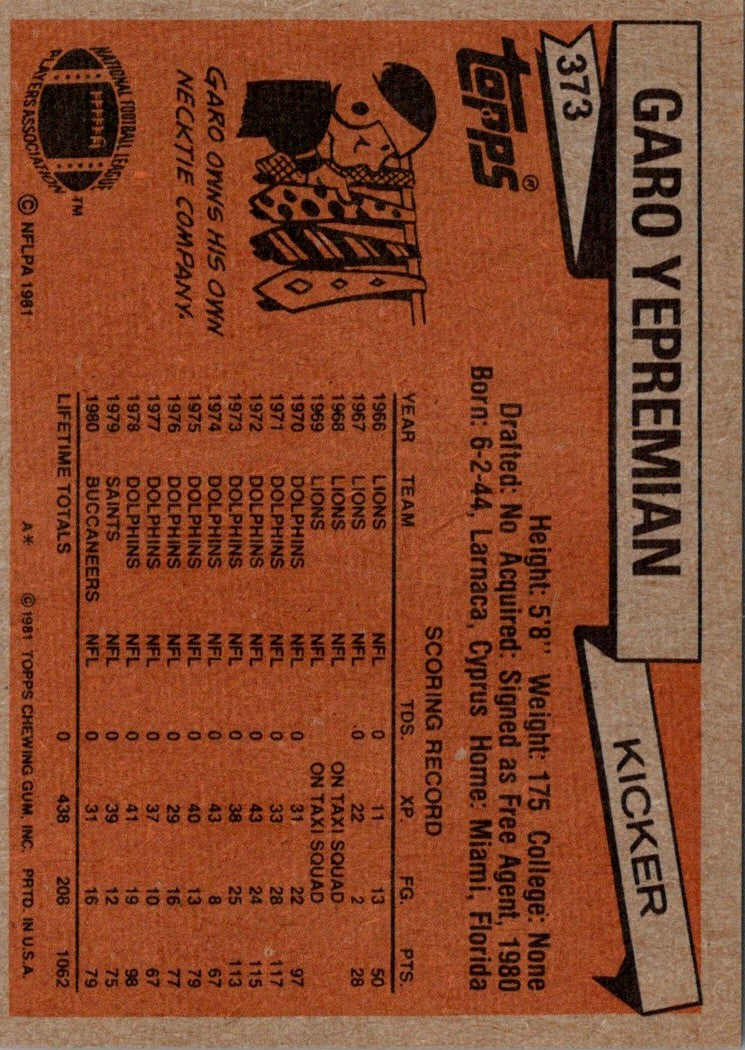 373
GARO YEPREMIAN
KICKER
TOPPS®
Height: 5'8" Weight: 175 College: None
Drafted: No Acquired: Signed as Free Agent, 1980
Born: 6-2-44, Larnaca, Cyprus Home: Miami, Florida
GARO OWNS HIS OWN
NECKTIE COMPANY.
SCORING RECORD
YEAR TEAM TDS. XP. FG. PTS.
1966 LIONS NFL 0 11 13 50
1967 LIONS NFL 0 22 2 28
1968 LIONS NFL ON TAXI SQUAD
1969 LIONS NFL ON TAXI SQUAD
1970 DOLPHINS NFL 0 31 22 97
1971 DOLPHINS NFL 0 33 28 117
1972 DOLPHINS NFL 0 43 24 115
1973 DOLPHINS NFL 0 38 25 113
1974 DOLPHINS NFL 0 43 8 67
1975 DOLPHINS NFL 0 40 13 79
1976 DOLPHINS NFL 0 29 16 77
1977 DOLPHINS NFL 0 37 10 67
1978 DOLPHINS NFL 0 41 19 98
1979 SAINTS NFL 0 39 12 75
1980 BUCCANEERS NFL 0 31 16 79
LIFETIME TOTALS 0 438 208 1062
NATIONAL FOOTBALL LEAGUE
PLAYERS ASSOCIATION
TM
© NFLPA 1981
A* © 1981 TOPPS CHEWING GUM, INC. PRTD. IN U.S.A.